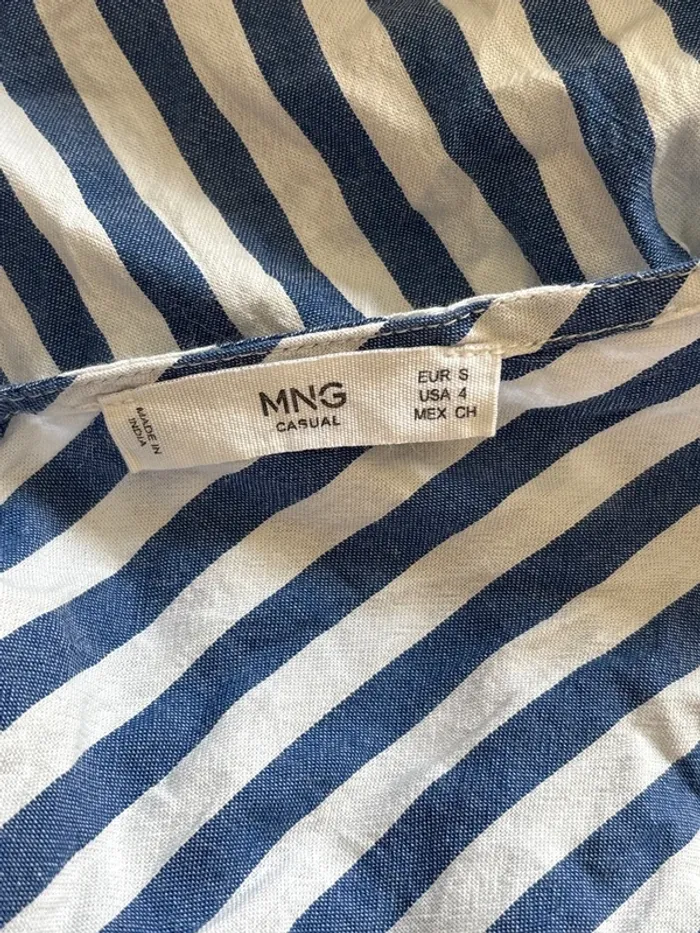 MNG
CASUAL
EUR S
USA 4
MEX CH
MADE IN
INDIA